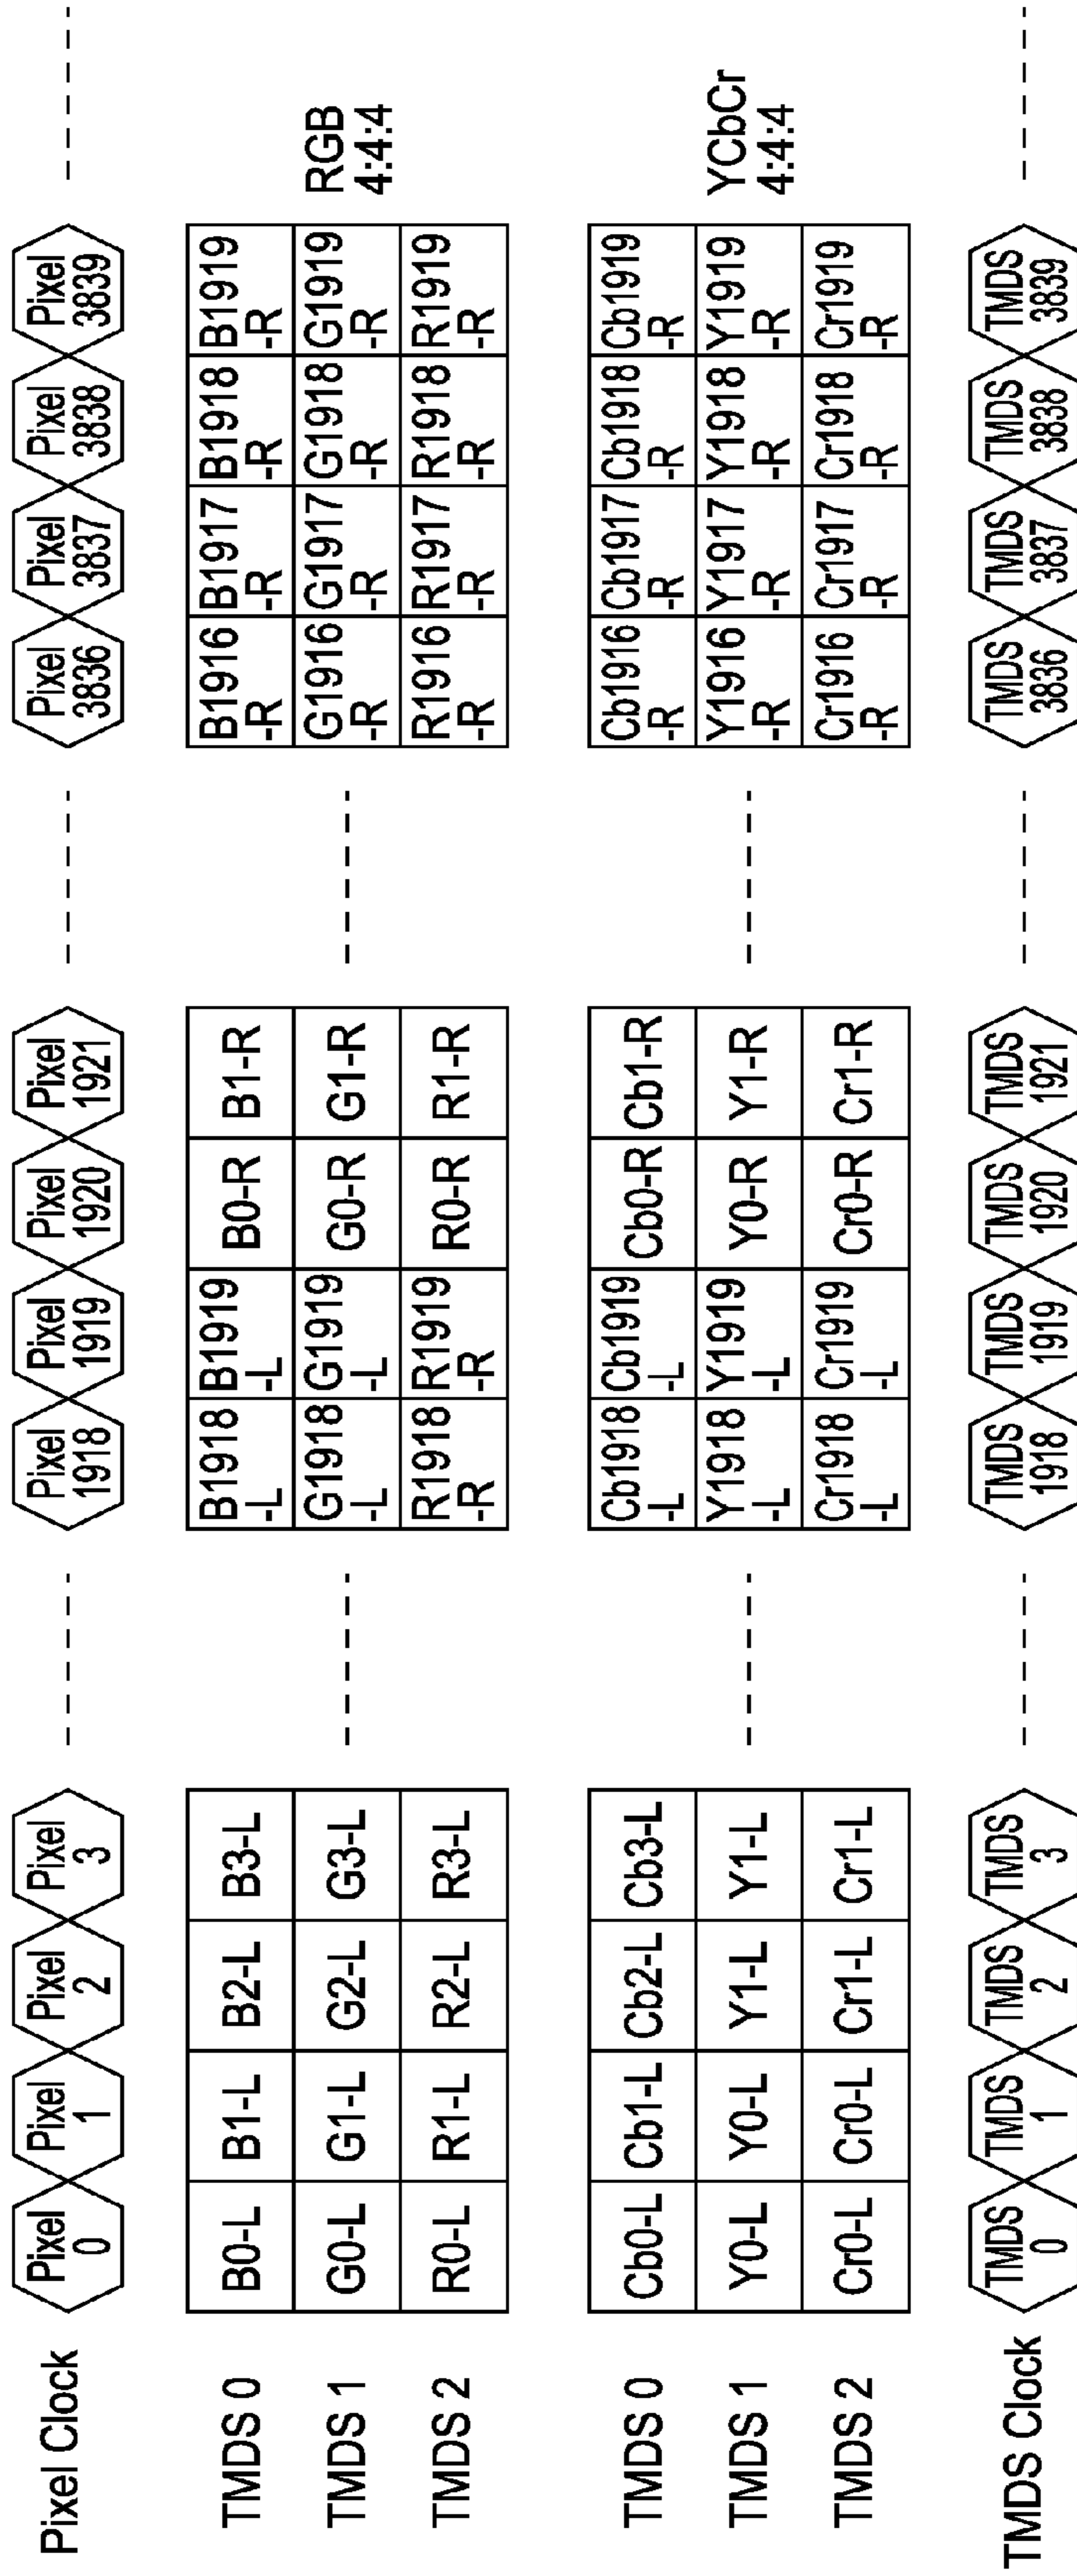 Pixel Clock
Pixel 0
Pixel 1
Pixel 2
Pixel 3
Pixel 1918
Pixel 1919
Pixel 1920
Pixel 1921
Pixel 3836
Pixel 3837
Pixel 3838
Pixel 3839
TMDS 0
B0-L
B1-L
B2-L
B3-L
B1918 -L
B1919 -L
B0-R
B1-R
B1916 -R
B1917 -R
B1918 -R
B1919 -R
TMDS 1
G0-L
G1-L
G2-L
G3-L
G1918 -L
G1919 -L
G0-R
G1-R
G1916 -R
G1917 -R
G1918 -R
G1919 -R
RGB
4:4:4
TMDS 2
R0-L
R1-L
R2-L
R3-L
R1918 -R
R1919 -R
R0-R
R1-R
R1916 -R
R1917 -R
R1918 -R
R1919 -R
TMDS 0
Cb0-L
Cb1-L
Cb2-L
Cb3-L
Cb1918 -L
Cb1919 -L
Cb0-R
Cb1-R
Cb1916 -R
Cb1917 -R
Cb1918 -R
Cb1919 -R
TMDS 1
Y0-L
Y0-L
Y1-L
Y1-L
Y1918 -L
Y1919 -L
Y0-R
Y1-R
Y1916 -R
Y1917 -R
Y1918 -R
Y1919 -R
YCbCr
4:4:4
TMDS 2
Cr0-L
Cr0-L
Cr1-L
Cr1-L
Cr1918 -L
Cr1919 -L
Cr0-R
Cr1-R
Cr1916 -R
Cr1917 -R
Cr1918 -R
Cr1919 -R
TMDS Clock
TMDS 0
TMDS 1
TMDS 2
TMDS 3
TMDS 1918
TMDS 1919
TMDS 1920
TMDS 1921
TMDS 3836
TMDS 3837
TMDS 3838
TMDS 3839